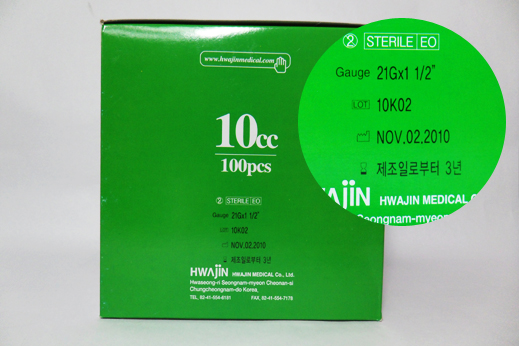 www.hwajinmedical.com
10cc
100pcs
② STERILE EO
Gauge 21Gx1 1/2"
LOT 10K02
NOV.02.2010
제조일로부터 3년
HWAJIN HWAJIN MEDICAL Co., Ltd.
Hwaseong-ri Seongnam-myeon Cheonan-si
Chungcheongnam-do Korea.
TEL. 82-41-554-8181 FAX. 82-41-554-7178
② STERILE EO
Gauge 21Gx1 1/2"
LOT 10K02
NOV.02.2010
제조일로부터 3년
WAJIN HWAJIN MEDICAL
Seongnam-myeon